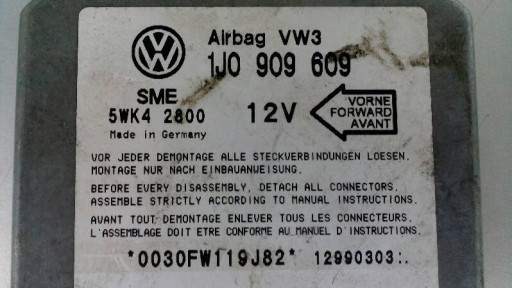 VW
Airbag VW3
1J0 909 609
SME
5WK4 2800
Made in Germany
12V
VORNE
FORWARD
AVANT
VOR JEDER DEMONTAGE ALLE STECKVERBINDUNGEN LOESEN.
MONTAGE NUR NACH EINBAUANWEISUNG.
BEFORE EVERY DISASSEMBLY, DETACH ALL CONNECTORS.
ASSEMBLE STRICTLY ACCORDING TO MANUAL INSTRUCTIONS.
AVANT TOUT DEMONTAGE ENLEVER TOUS LES CONNECTEURS.
L'ASSEMBLAGE DOIT ETRE CONFORME AU MANUEL D'INSTRUCTIONS.
*0030FW119J82* 12990303:.